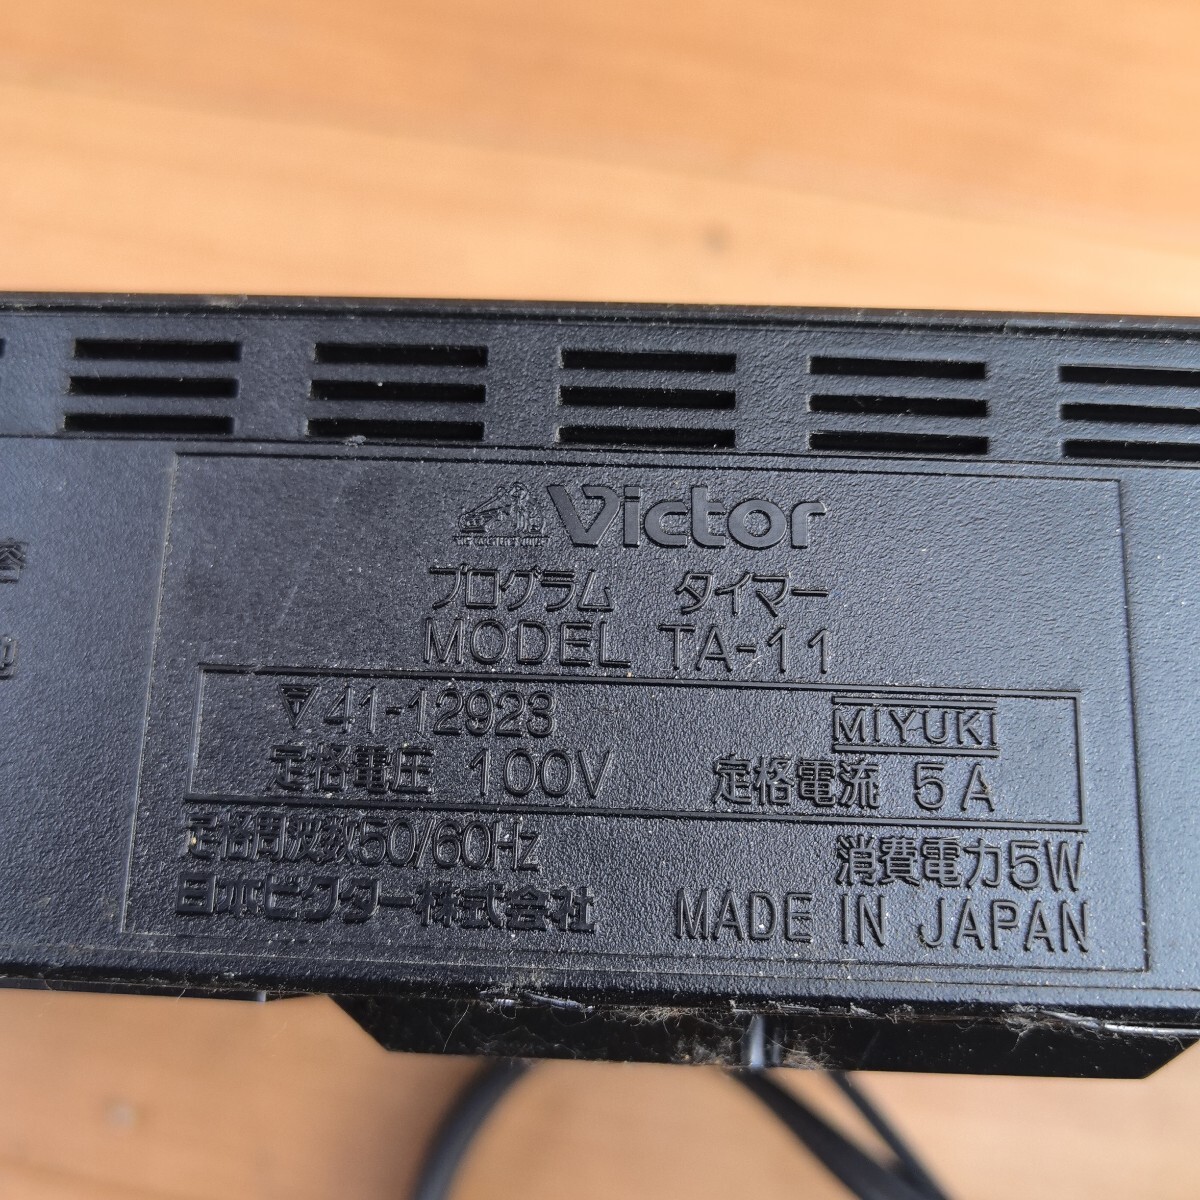 Victor
プログラム タイマー
MODEL TA-11
41-12923 MIYUKI
定格電圧 100V 定格電流 5A
定格周波数50/60Hz 消費電力5W
日本ビクター株式会社 MADE IN JAPAN
容